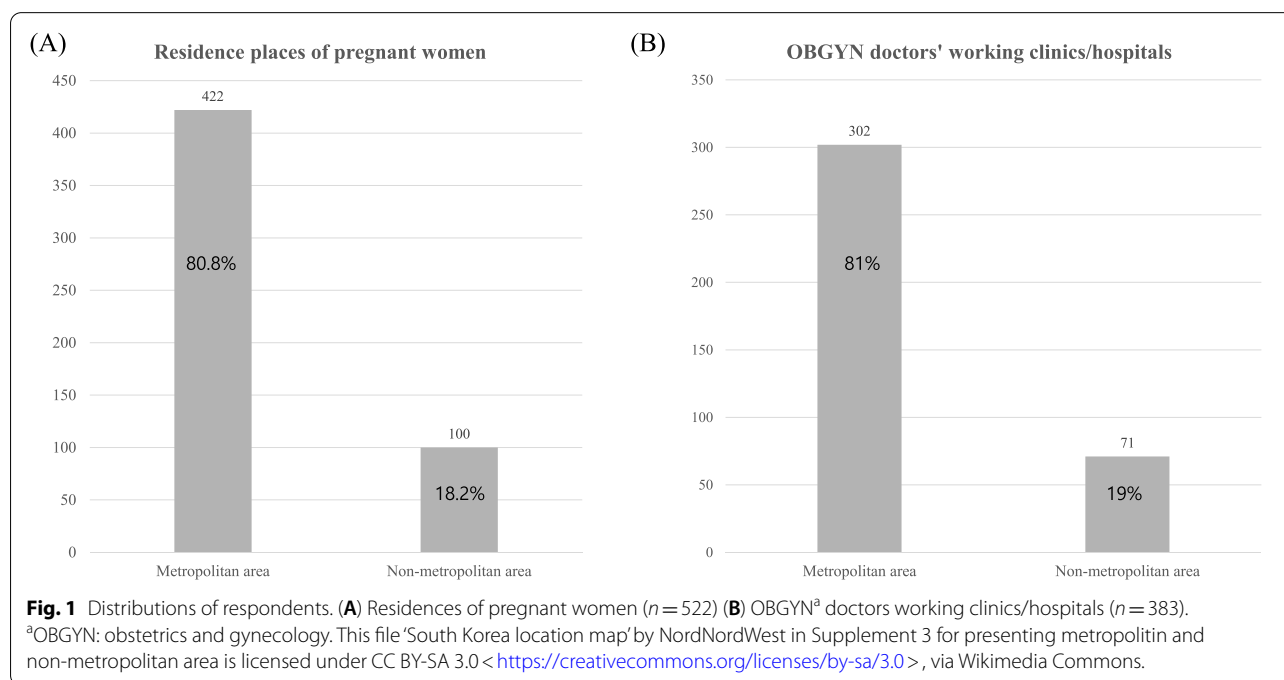 (A)
Residence places of pregnant women
450
400
350
300
250
200
150
100
50
0
422
80.8%
100
18.2%
Metropolitan area
Non-metropolitan area
(B)
OBGYN doctors' working clinics/hospitals
350
300
250
200
150
100
50
0
302
81%
71
19%
Metropolitan area
Non-metropolitan area
Fig. 1 Distributions of respondents. (A) Residences of pregnant women (n = 522) (B) OBGYNᵃ doctors working clinics/hospitals (n = 383).
ᵃOBGYN: obstetrics and gynecology. This file 'South Korea location map' by NordNordWest in Supplement 3 for presenting metropolitin and
non-metropolitan area is licensed under CC BY-SA 3.0 < https://creativecommons.org/licenses/by-sa/3.0 > , via Wikimedia Commons.